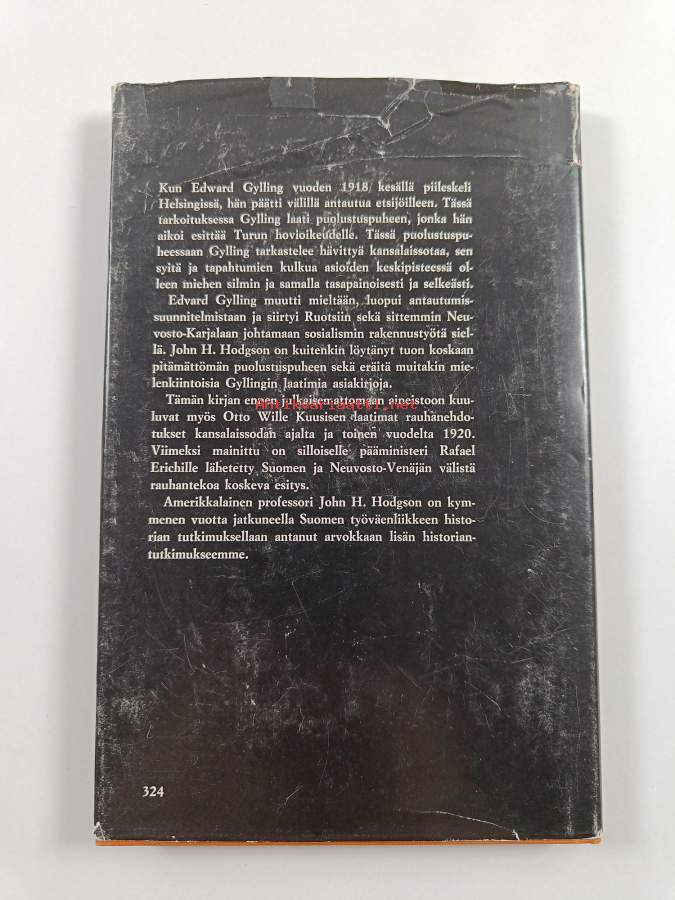 Kun Edward Gylling vuoden 1918 kesällä piileskeli
Helsingissä, hän päätti välillä antautua etsijöilleen. Tässä
tarkoituksessa Gylling laati puolustuspuheen, jonka hän
aikoi esittää Turun hovioikeudelle. Tässä puolustuspu-
heessaan Gylling tarkastelee hävittyä kansalaissotaa, sen
syitä ja tapahtumien kulkua asioiden keskipisteessä ol-
leen miehen silmin ja samalla tasapainoisesti ja selkeästi.
Edvard Gylling muutti mieltään, luopui antautumis-
suunnitelmistaan ja siirtyi Ruotsiin sekä sittemmin Neu-
vosto-Karjalaan johtamaan sosialismin rakennustyötä siel-
lä. John H. Hodgson on kuitenkin löytänyt tuon koskaan
pitämättömän puolustuspuheen sekä eräitä muitakin mie-
lenkiintoisia Gyllingin laatimia asiakirjoja.
Tämän kirjan ennen julkaisemattomaan aineistoon kuu-
Antikvariaatti.net
luvat myös Otto Wille Kuusisen laatimat rauhanehdo-
tukset kansalaissodan ajalta ja toinen vuodelta 1920.
Viimeksi mainittu on silloiselle pääministeri Rafael
Erichille lähetetty Suomen ja Neuvosto-Venäjän välistä
rauhantekoa koskeva esitys.
Amerikkalainen professori John H. Hodgson on kym-
menen vuotta jatkuneella Suomen työväenliikkeen histo-
rian tutkimuksellaan antanut arvokkaan lisän historian-
tutkimukseemme.
324